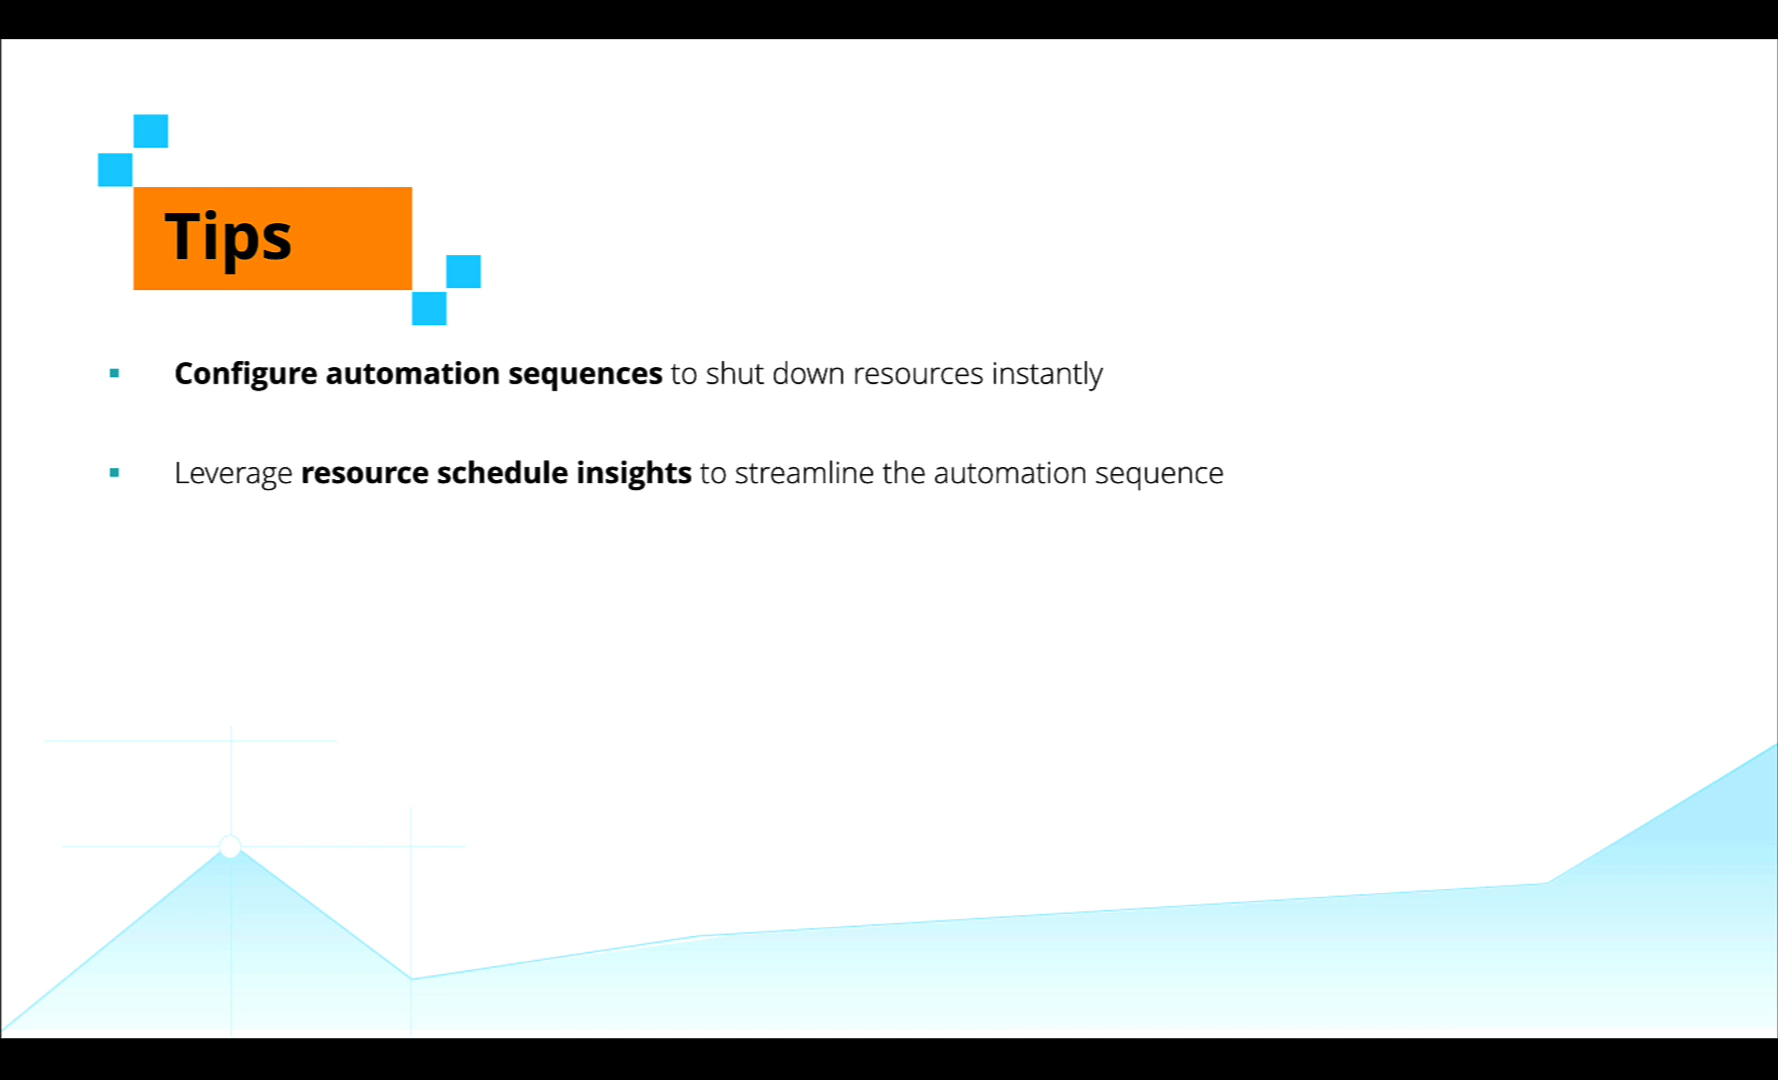 Tips
Configure automation sequences to shut down resources instantly
Leverage resource schedule insights to streamline the automation sequence